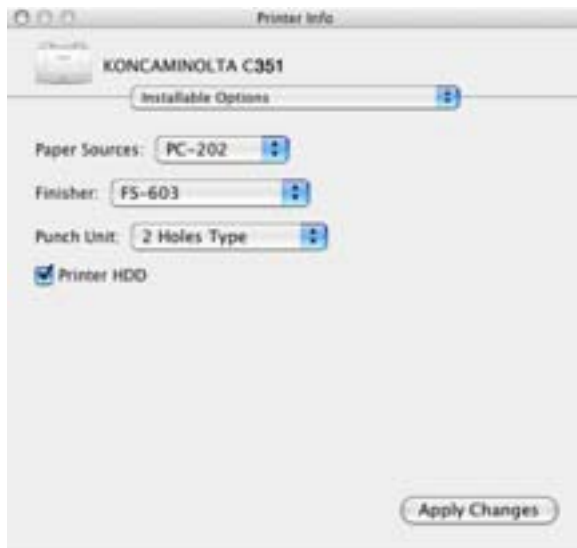 Printer Info
KONCAMINOLTA C351
Installable Options
Paper Sources: PC-202
Finisher: FS-603
Punch Unit: 2 Holes Type
Printer HDD
Apply Changes